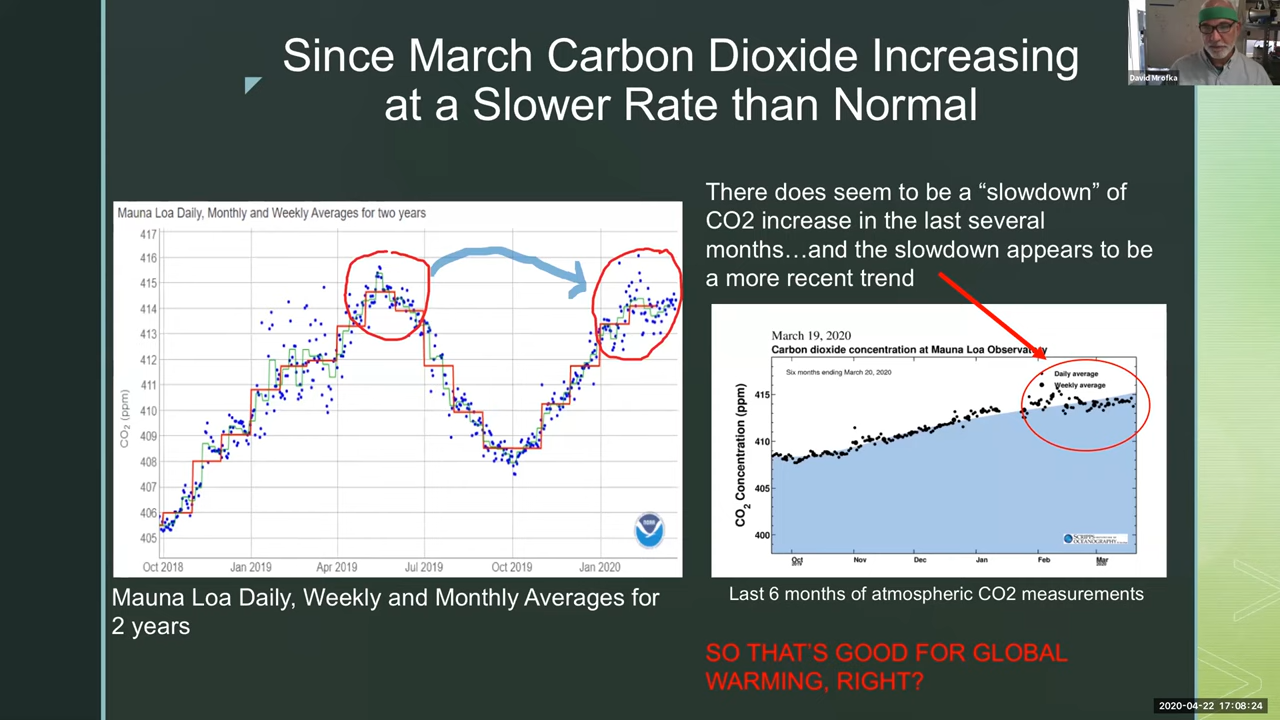 Since March Carbon Dioxide Increasing
at a Slower Rate than Normal
David Mrofka
There does seem to be a “slowdown” of
CO2 increase in the last several
months…and the slowdown appears to be
a more recent trend
Mauna Loa Daily, Monthly and Weekly Averages for two years
CO₂ (ppm)
417
416
415
414
413
412
411
410
409
408
407
406
405
Oct 2018
Jan 2019
Apr 2019
Jul 2019
Oct 2019
Jan 2020
Mauna Loa Daily, Weekly and Monthly Averages for
2 years
March 19, 2020
Carbon dioxide concentration at Mauna Loa Observatory
Six months ending March 20, 2020
Daily average
Weekly average
CO₂ Concentration (ppm)
415
410
405
400
Oct
2019
Nov
Dec
Jan
Feb
Mar
2020
SCRIPPS INSTITUTION OF
OCEANOGRAPHY
Last 6 months of atmospheric CO2 measurements
SO THAT’S GOOD FOR GLOBAL
WARMING, RIGHT?
2020-04-22 17:08:24